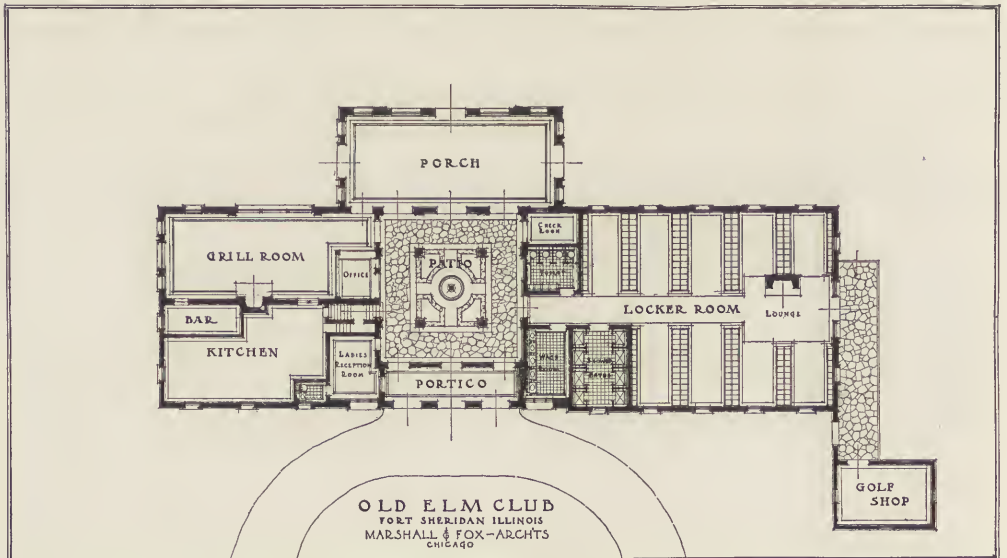 PORCH
GRILL ROOM
OFFICE
PATIO
CHECK
ROOM
TOILET
BAR
KITCHEN
LADIES
RECEPTION
ROOM
PORTICO
WASH
ROOM
SHOWER
BATHS
LOCKER ROOM
LOUNGE
GOLF
SHOP
OLD ELM CLUB
FORT SHERIDAN ILLINOIS
MARSHALL & FOX-ARCH'TS
CHICAGO